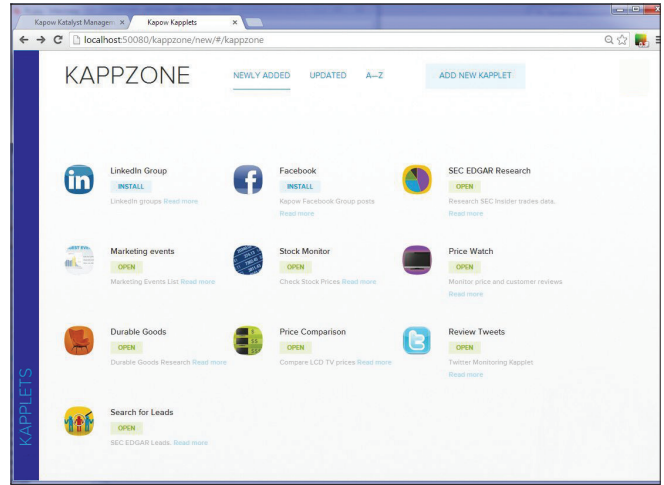 Kapow Katalyst Managem
Kapow Kapplets
localhost:50080/kappzone/new/#/kappzone
KAPPZONE
NEWLY ADDED
UPDATED
A—Z
ADD NEW KAPPLET
LinkedIn Group
INSTALL
LinkedIn groups Read more
Facebook
INSTALL
Kapow Facebook Group posts
Read more
SEC EDGAR Research
OPEN
Research SEC Insider trades data.
Read more
Marketing events
OPEN
Marketing Events List Read more
Stock Monitor
OPEN
Check Stock Prices Read more
Price Watch
OPEN
Monitor price and customer reviews
Read more
Durable Goods
OPEN
Durable Goods Research Read more
Price Comparison
OPEN
Compare LCD TV prices Read more
Review Tweets
OPEN
Twitter Monitoring Kapplet
Read more
Search for Leads
OPEN
SEC EDGAR Leads. Read more
KAPPLETS